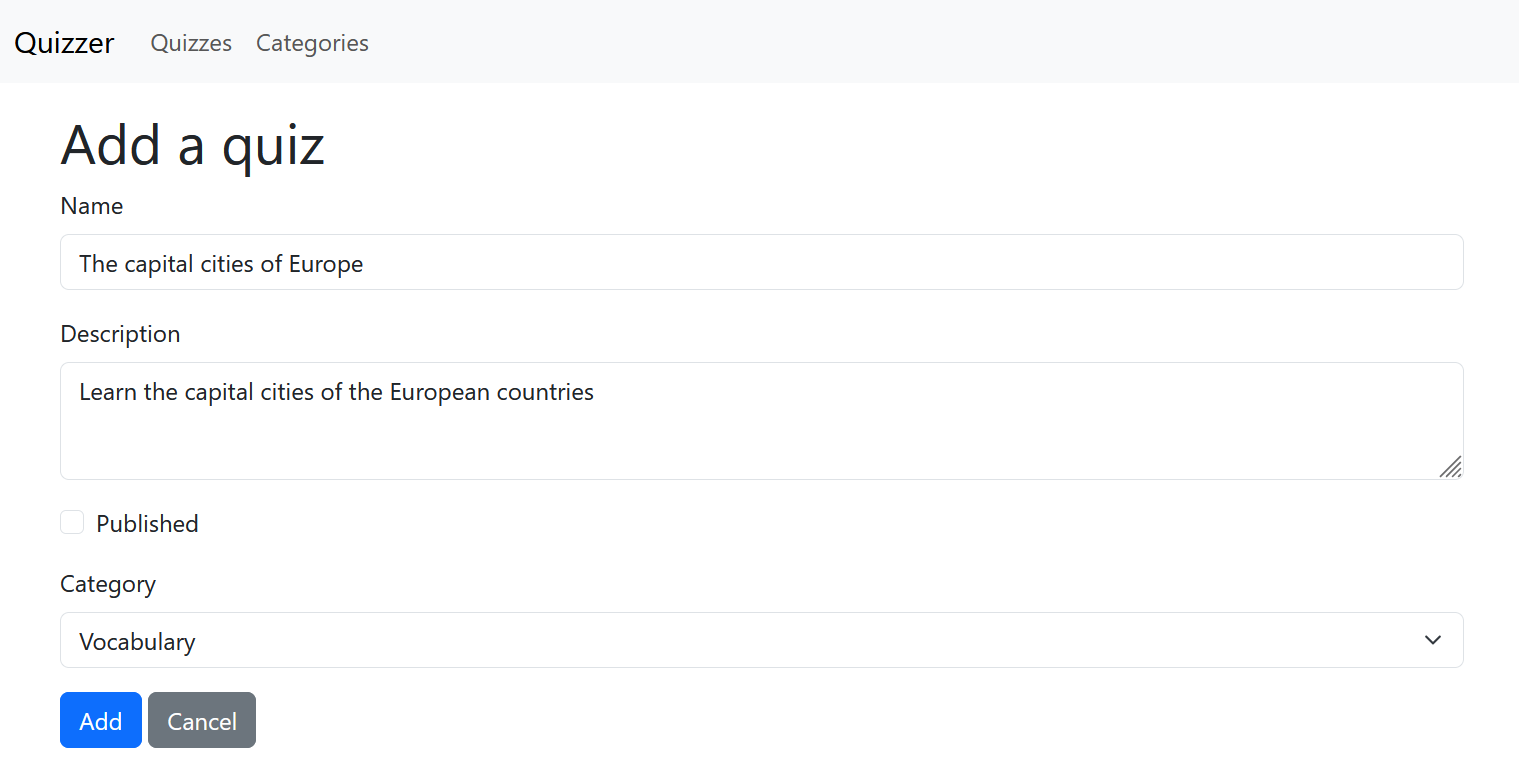 Quizzer Quizzes Categories
Add a quiz
Name
The capital cities of Europe
Description
Learn the capital cities of the European countries
Published
Category
Vocabulary
Add Cancel